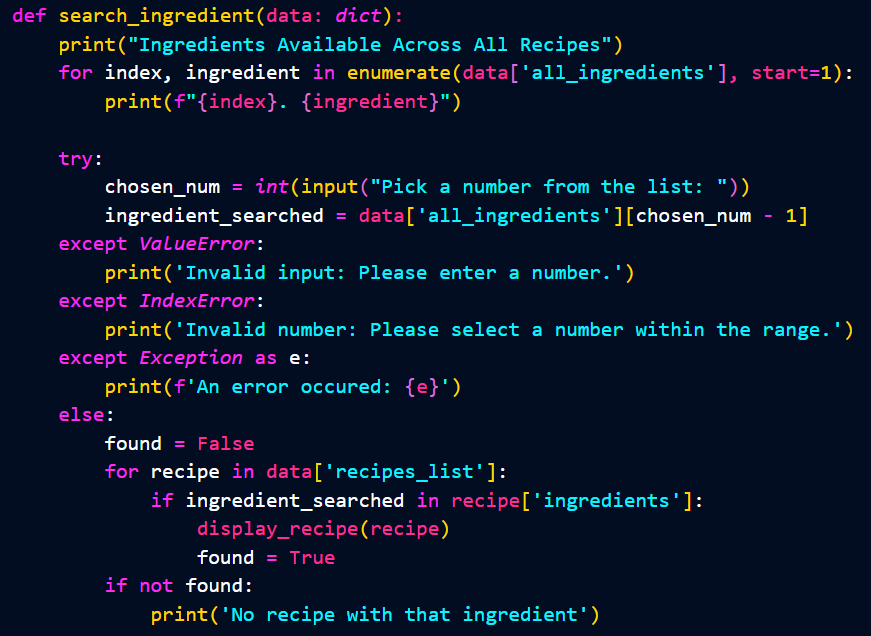 def search_ingredient(data: dict):
    print("Ingredients Available Across All Recipes")
    for index, ingredient in enumerate(data['all_ingredients'], start=1):
        print(f"{index}. {ingredient}")

    try:
        chosen_num = int(input("Pick a number from the list: "))
        ingredient_searched = data['all_ingredients'][chosen_num - 1]
    except ValueError:
        print('Invalid input: Please enter a number.')
    except IndexError:
        print('Invalid number: Please select a number within the range.')
    except Exception as e:
        print(f'An error occured: {e}')
    else:
        found = False
        for recipe in data['recipes_list']:
            if ingredient_searched in recipe['ingredients']:
                display_recipe(recipe)
                found = True
        if not found:
            print('No recipe with that ingredient')